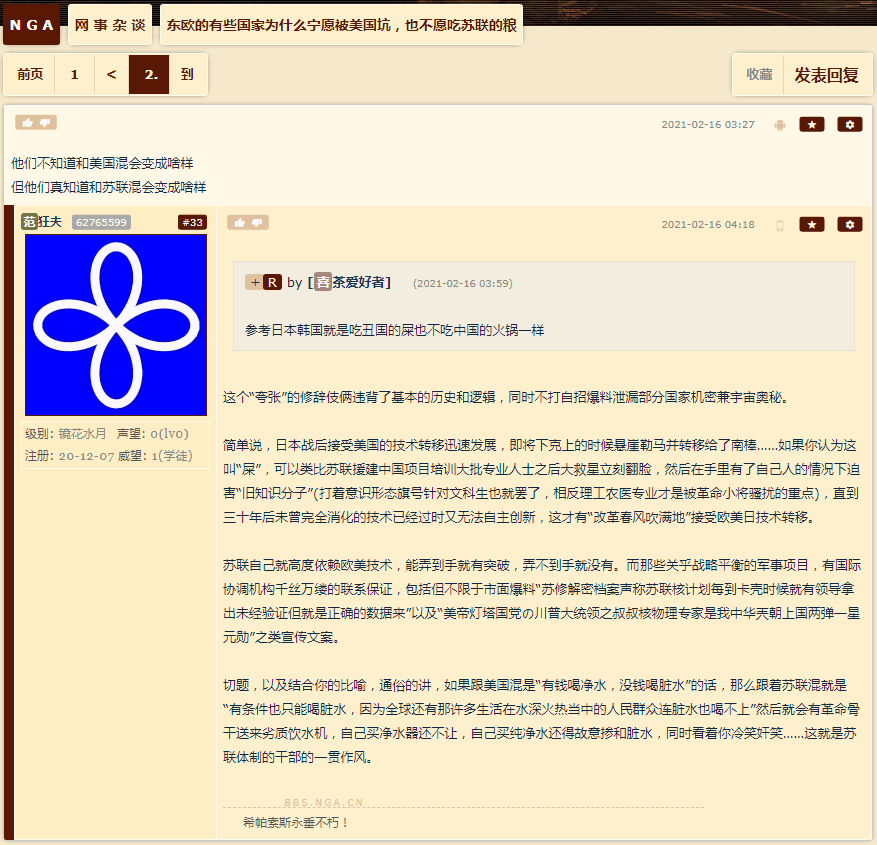 NGA 网事杂谈 东欧的有些国家为什么宁愿被美国坑，也不愿吃苏联的粮
前页 1 < 2. 到 收藏 发表回复
2021-02-16 03:27
他们不知道和美国混会变成啥样
但他们真知道和苏联混会变成啥样
范狂夫 62765599 #33 2021-02-16 04:18
+ R by [喜茶爱好者] (2021-02-16 03:59)
参考日本韩国就是吃丑国的屎也不吃中国的火锅一样
级别: 镜花水月 声望: 0(lv0)
注册: 20-12-07 威望: 1(学徒)
这个“夸张”的修辞伎俩违背了基本的历史和逻辑，同时不打自招爆料泄漏部分国家机密兼宇宙奥秘。
简单说，日本战后接受美国的技术转移迅速发展，即将下克上的时候悬崖勒马并转移给了南棒……如果你认为这
叫“屎”，可以类比苏联援建中国项目培训大批专业人士之后大救星立刻翻脸，然后在手里有了自己人的情况下迫
害“旧知识分子”(打着意识形态旗号针对文科生也就罢了，相反理工农医专业才是被革命小将骚扰的重点)，直到
三十年后未曾完全消化的技术已经过时又无法自主创新，这才有“改革春风吹满地”接受欧美日技术转移。
苏联自己就高度依赖欧美技术，能弄到手就有突破，弄不到手就没有。而那些关乎战略平衡的军事项目，有国际
协调机构千丝万缕的联系保证，包括但不限于市面爆料“苏修解密档案声称苏联核计划每到卡壳时候就有领导拿
出未经验证但就是正确的数据来”以及“美帝灯塔国党の川普大统领之叔叔核物理专家是我中华兲朝上国两弹一星
元勋”之类宣传文案。
切题，以及结合你的比喻，通俗的讲，如果跟美国混是“有钱喝净水，没钱喝脏水”的话，那么跟着苏联混就是
“有条件也只能喝脏水，因为全球还有那许多生活在水深火热当中的人民群众连脏水也喝不上”然后就会有革命骨
干送来劣质饮水机，自己买净水器还不让，自己买纯净水还得故意掺和脏水，同时看着你冷笑奸笑……这就是苏
联体制的干部的一贯作风。
BBS.NGA.CN
希帕索斯永垂不朽！